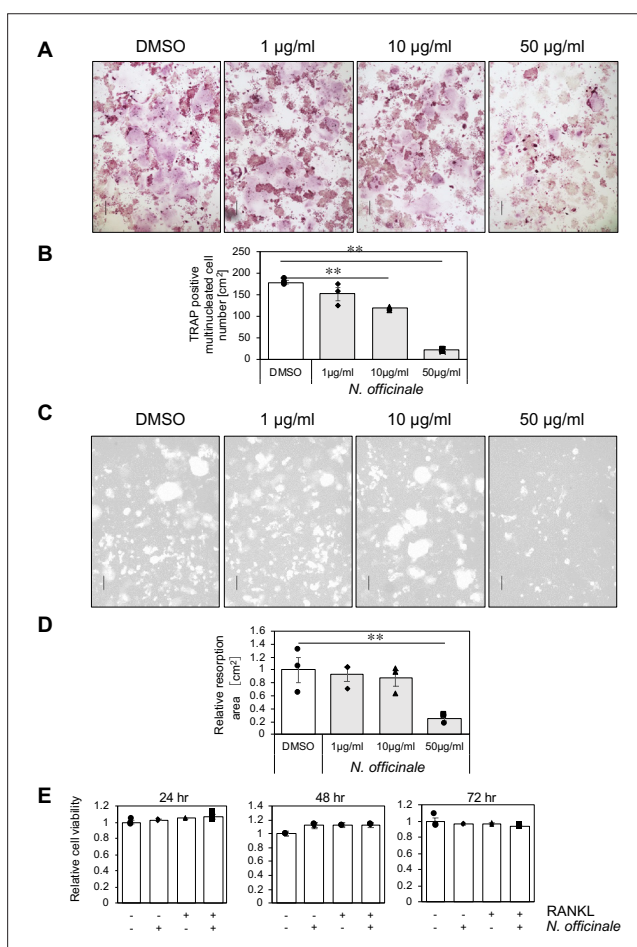 A
DMSO 1 µg/ml 10 µg/ml 50 µg/ml
B
TRAP positive
multinucleated cell
number [cm²]
250
200
150
100
50
0
**
**
DMSO 1µg/ml 10µg/ml 50µg/ml
N. officinale
C
DMSO 1 µg/ml 10 µg/ml 50 µg/ml
D
Relative resorption
area [cm²]
1.6
1.4
1.2
1
0.8
0.6
0.4
0.2
0
**
DMSO 1µg/ml 10µg/ml 50µg/ml
N. officinale
E
Relative cell viability
24 hr 48 hr 72 hr
1.2
1
0.8
0.6
0.4
0.2
0
1.4
1.2
1
0.8
0.6
0.4
0.2
0
1.2
1
0.8
0.6
0.4
0.2
0
- - + + - - + + - - + + RANKL
- + - + - + - + - + - + N. officinale